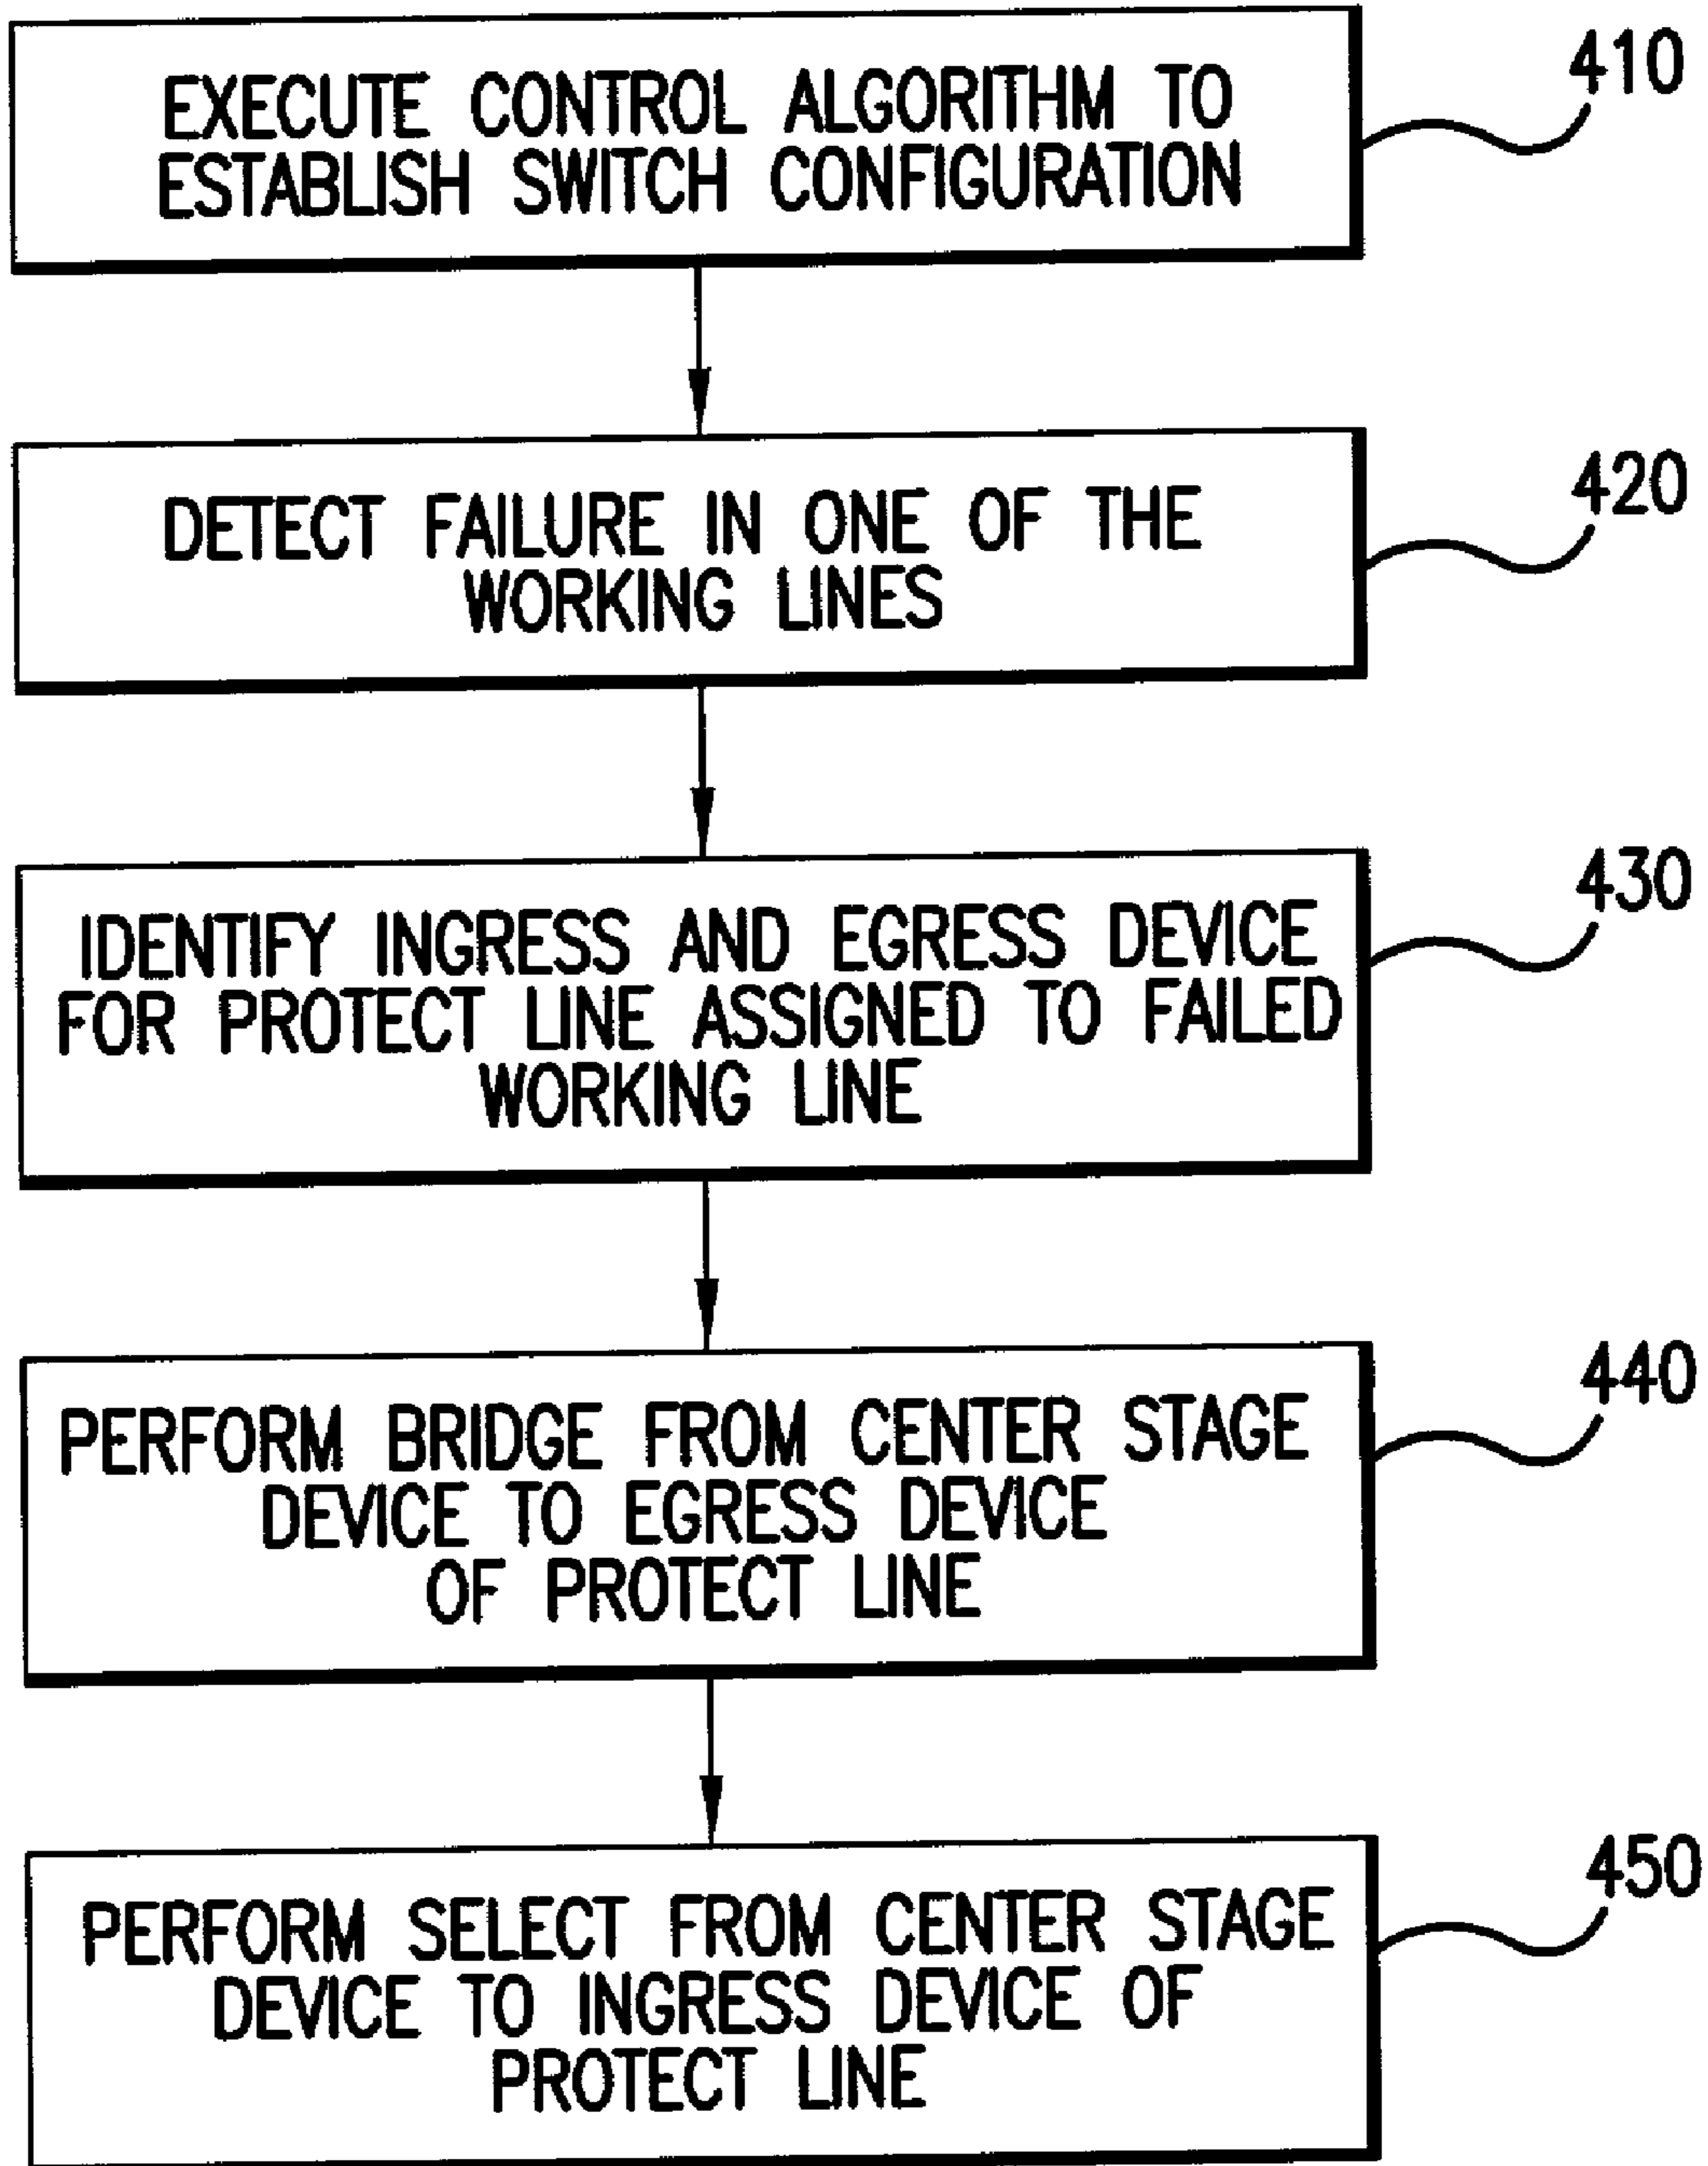 EXECUTE CONTROL ALGORITHM TO
ESTABLISH SWITCH CONFIGURATION
410
DETECT FAILURE IN ONE OF THE
WORKING LINES
420
IDENTIFY INGRESS AND EGRESS DEVICE
FOR PROTECT LINE ASSIGNED TO FAILED
WORKING LINE
430
PERFORM BRIDGE FROM CENTER STAGE
DEVICE TO EGRESS DEVICE
OF PROTECT LINE
440
PERFORM SELECT FROM CENTER STAGE
DEVICE TO INGRESS DEVICE OF
PROTECT LINE
450